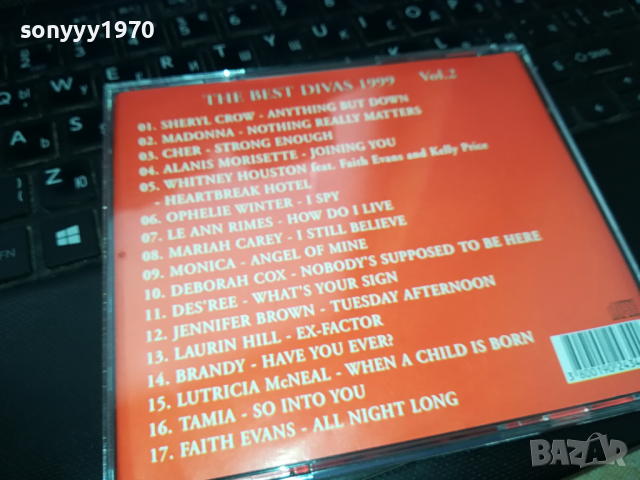 sonyyy1970
THE BEST DIVAS 1999 Vol.2
01. SHERYL CROW - ANYTHING BUT DOWN
02. MADONNA - NOTHING REALLY MATTERS
03. CHER - STRONG ENOUGH
04. ALANIS MORISETTE - JOINING YOU
05. WHITNEY HOUSTON feat. Faith Evans and Kelly Price
- HEARTBREAK HOTEL
06. OPHELIE WINTER - I SPY
07. LE ANN RIMES - HOW DO I LIVE
08. MARIAH CAREY - I STILL BELIEVE
09. MONICA - ANGEL OF MINE
10. DEBORAH COX - NOBODY'S SUPPOSED TO BE HERE
11. DES'REE - WHAT'S YOUR SIGN
12. JENNIFER BROWN - TUESDAY AFTERNOON
13. LAURIN HILL - EX-FACTOR
14. BRANDY - HAVE YOU EVER?
15. LUTRICIA McNEAL - WHEN A CHILD IS BORN
16. TAMIA - SO INTO YOU
17. FAITH EVANS - ALL NIGHT LONG
BAZAR